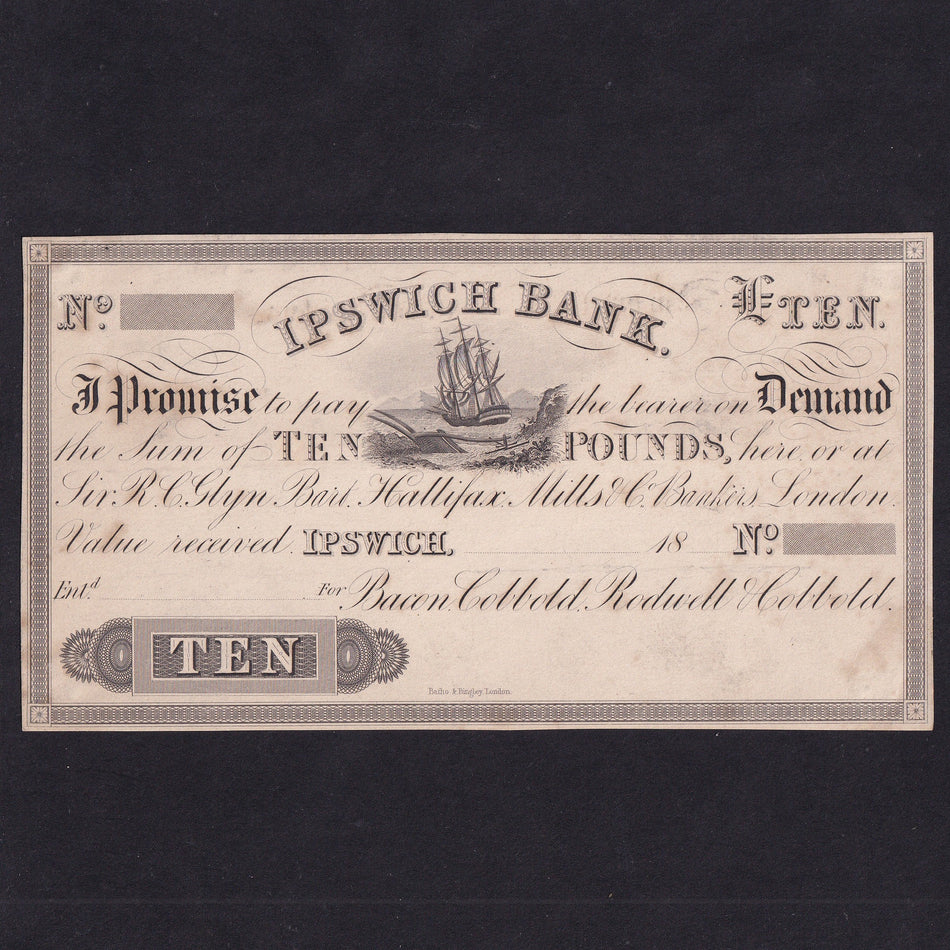 Nº IPSWICH BANK. £TEN.
I Promise to pay the bearer on Demand
the Sum of TEN POUNDS, here, or at
Sir R. C. Glyn Bart. Hallifax, Mills & Co. Bankers, London.
Value received. IPSWICH, 18 Nº
Entd. For Bacon, Cobbold, Rodwell & Cobbold.
TEN
& Bingley, London.